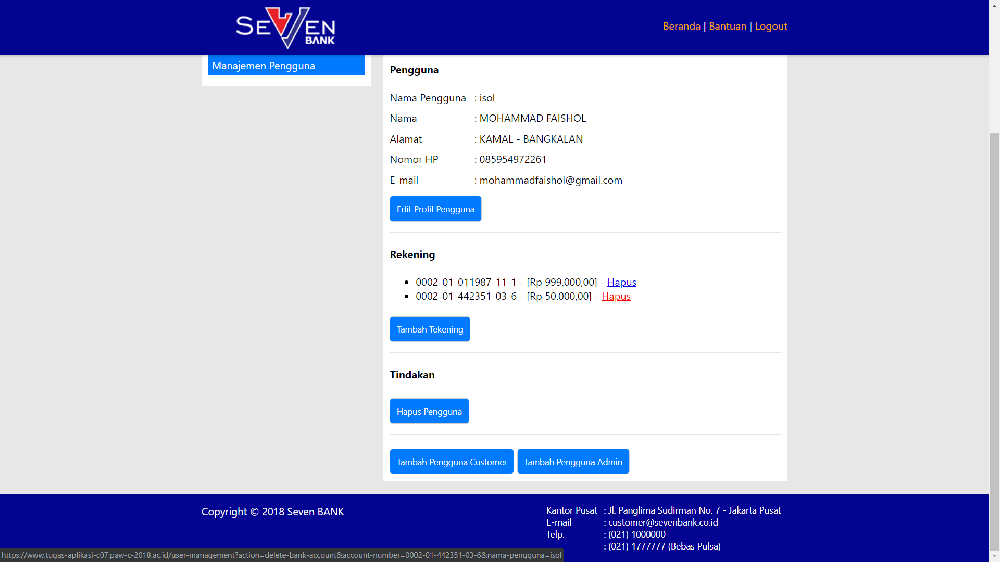 SEVEN BANK
Beranda | Bantuan | Logout
Manajemen Pengguna
Pengguna
Nama Pengguna : isol
Nama : MOHAMMAD FAISHOL
Alamat : KAMAL - BANGKALAN
Nomor HP : 085954972261
E-mail : mohammadfaishol@gmail.com
Edit Profil Pengguna
Rekening
• 0002-01-011987-11-1 - [Rp 999.000,00] - Hapus
• 0002-01-442351-03-6 - [Rp 50.000,00] - Hapus
Tambah Tekening
Tindakan
Hapus Pengguna
Tambah Pengguna Customer Tambah Pengguna Admin
Copyright © 2018 Seven BANK
Kantor Pusat : Jl. Panglima Sudirman No. 7 - Jakarta Pusat
E-mail : customer@sevenbank.co.id
Telp. : (021) 1000000
: (021) 1777777 (Bebas Pulsa)
https://www.tugas-aplikasi-c07.paw-c-2018.ac.id/user-management?action=delete-bank-account&account-number=0002-01-442351-03-6&nama-pengguna=isol